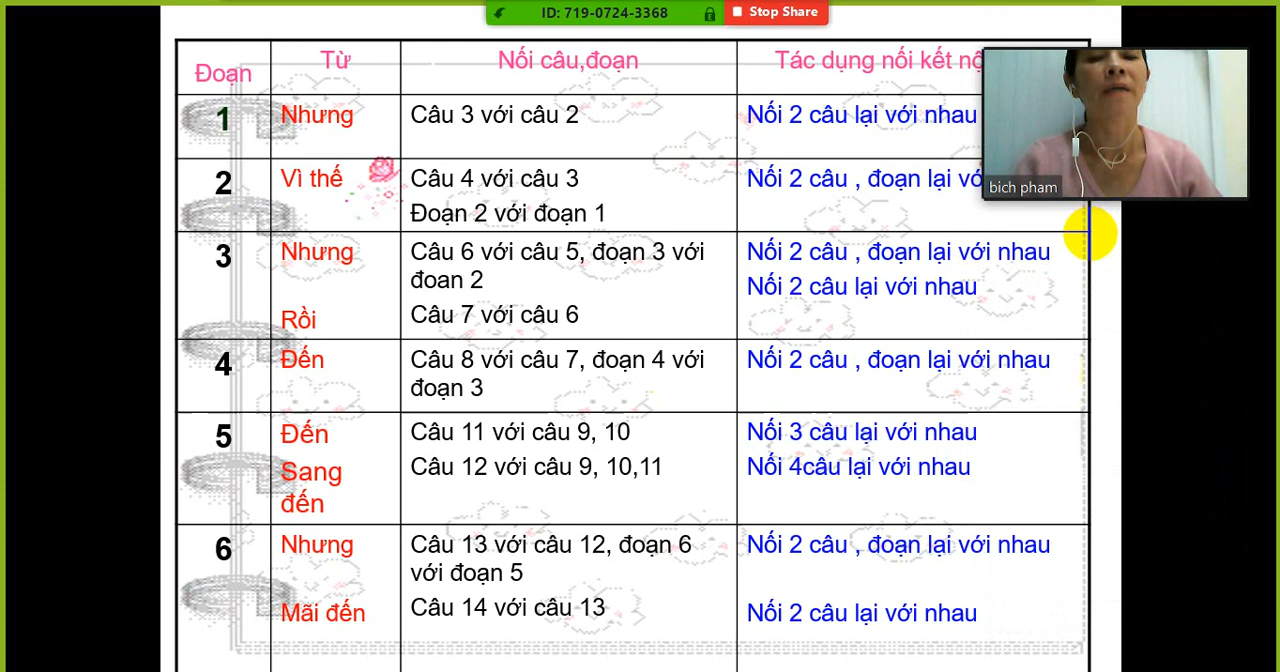 ID: 719-0724-3368
Stop Share
Đoạn
Từ
Nối câu,đoạn
Tác dụng nối kết
1
Nhưng
Câu 3 với câu 2
Nối 2 câu lại với nhau
bich pham
2
Vì thế
Câu 4 với câu 3
Đoạn 2 với đoạn 1
Nối 2 câu , đoạn lại
3
Nhưng
Rồi
Câu 6 với câu 5, đoạn 3 với
đoan 2
Câu 7 với câu 6
Nối 2 câu , đoạn lại với nhau
Nối 2 câu lại với nhau
4
Đến
Câu 8 với câu 7, đoạn 4 với
đoạn 3
Nối 2 câu , đoạn lại với nhau
5
Đến
Sang
đến
Câu 11 với câu 9, 10
Câu 12 với câu 9, 10,11
Nối 3 câu lại với nhau
Nối 4câu lại với nhau
6
Nhưng
Mãi đến
Câu 13 với câu 12, đoạn 6
với đoạn 5
Câu 14 với câu 13
Nối 2 câu , đoạn lại với nhau
Nối 2 câu lại với nhau